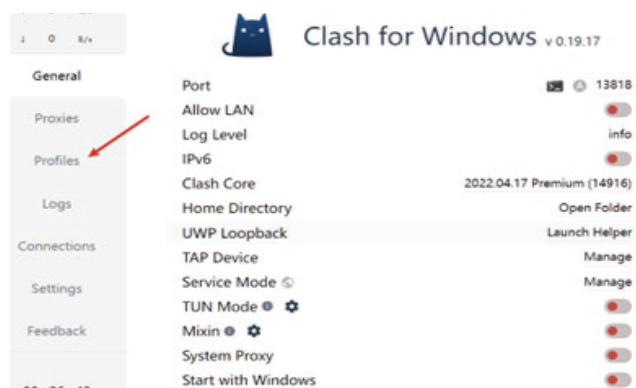 ↓ 0 B/s
Clash for Windows v 0.19.17
General
Proxies
Profiles
Logs
Connections
Settings
Feedback
Port 13818
Allow LAN
Log Level info
IPv6
Clash Core 2022.04.17 Premium (14916)
Home Directory Open Folder
UWP Loopback Launch Helper
TAP Device Manage
Service Mode Manage
TUN Mode
Mixin
System Proxy
Start with Windows